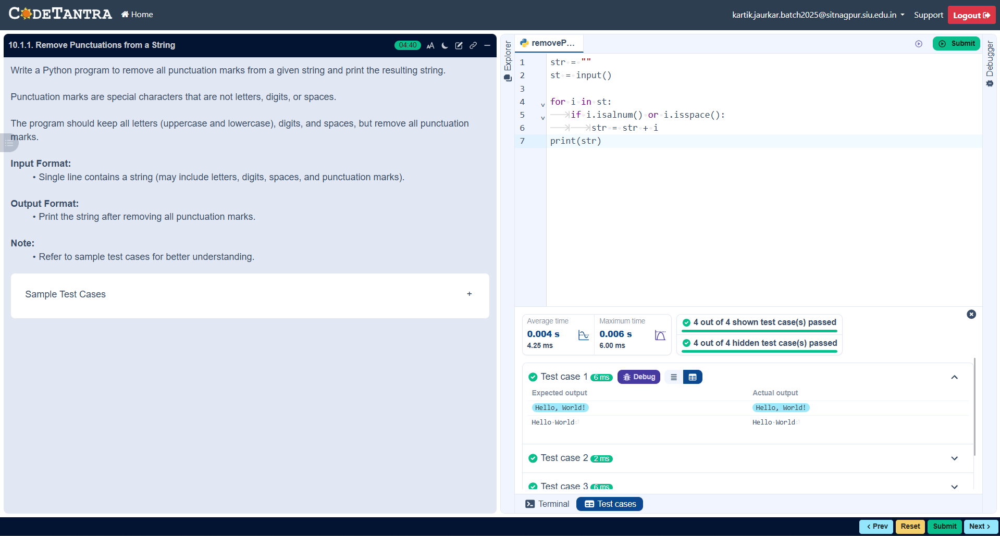 CODETANTRA
Home
kartik.jaurkar.batch2025@sitnagpur.siu.edu.in
Support
Logout
10.1.1. Remove Punctuations from a String
04:40
AA
Write a Python program to remove all punctuation marks from a given string and print the resulting string.
Punctuation marks are special characters that are not letters, digits, or spaces.
The program should keep all letters (uppercase and lowercase), digits, and spaces, but remove all punctuation
marks.
Input Format:
• Single line contains a string (may include letters, digits, spaces, and punctuation marks).
Output Format:
• Print the string after removing all punctuation marks.
Note:
• Refer to sample test cases for better understanding.
Sample Test Cases
+
Explorer
removeP...
Submit
Debugger
1 str = ""
2 st = input()
3
4 for i in st:
5 if i.isalnum() or i.isspace():
6 str = str + i
7 print(str)
Average time
0.004 s
4.25 ms
Maximum time
0.006 s
6.00 ms
4 out of 4 shown test case(s) passed
4 out of 4 hidden test case(s) passed
Test case 1 6 ms
Debug
Expected output
Actual output
Hello, World!
Hello, World!
Hello·World
Hello·World
Test case 2 2 ms
Test case 3 6 ms
Terminal
Test cases
< Prev
Reset
Submit
Next >